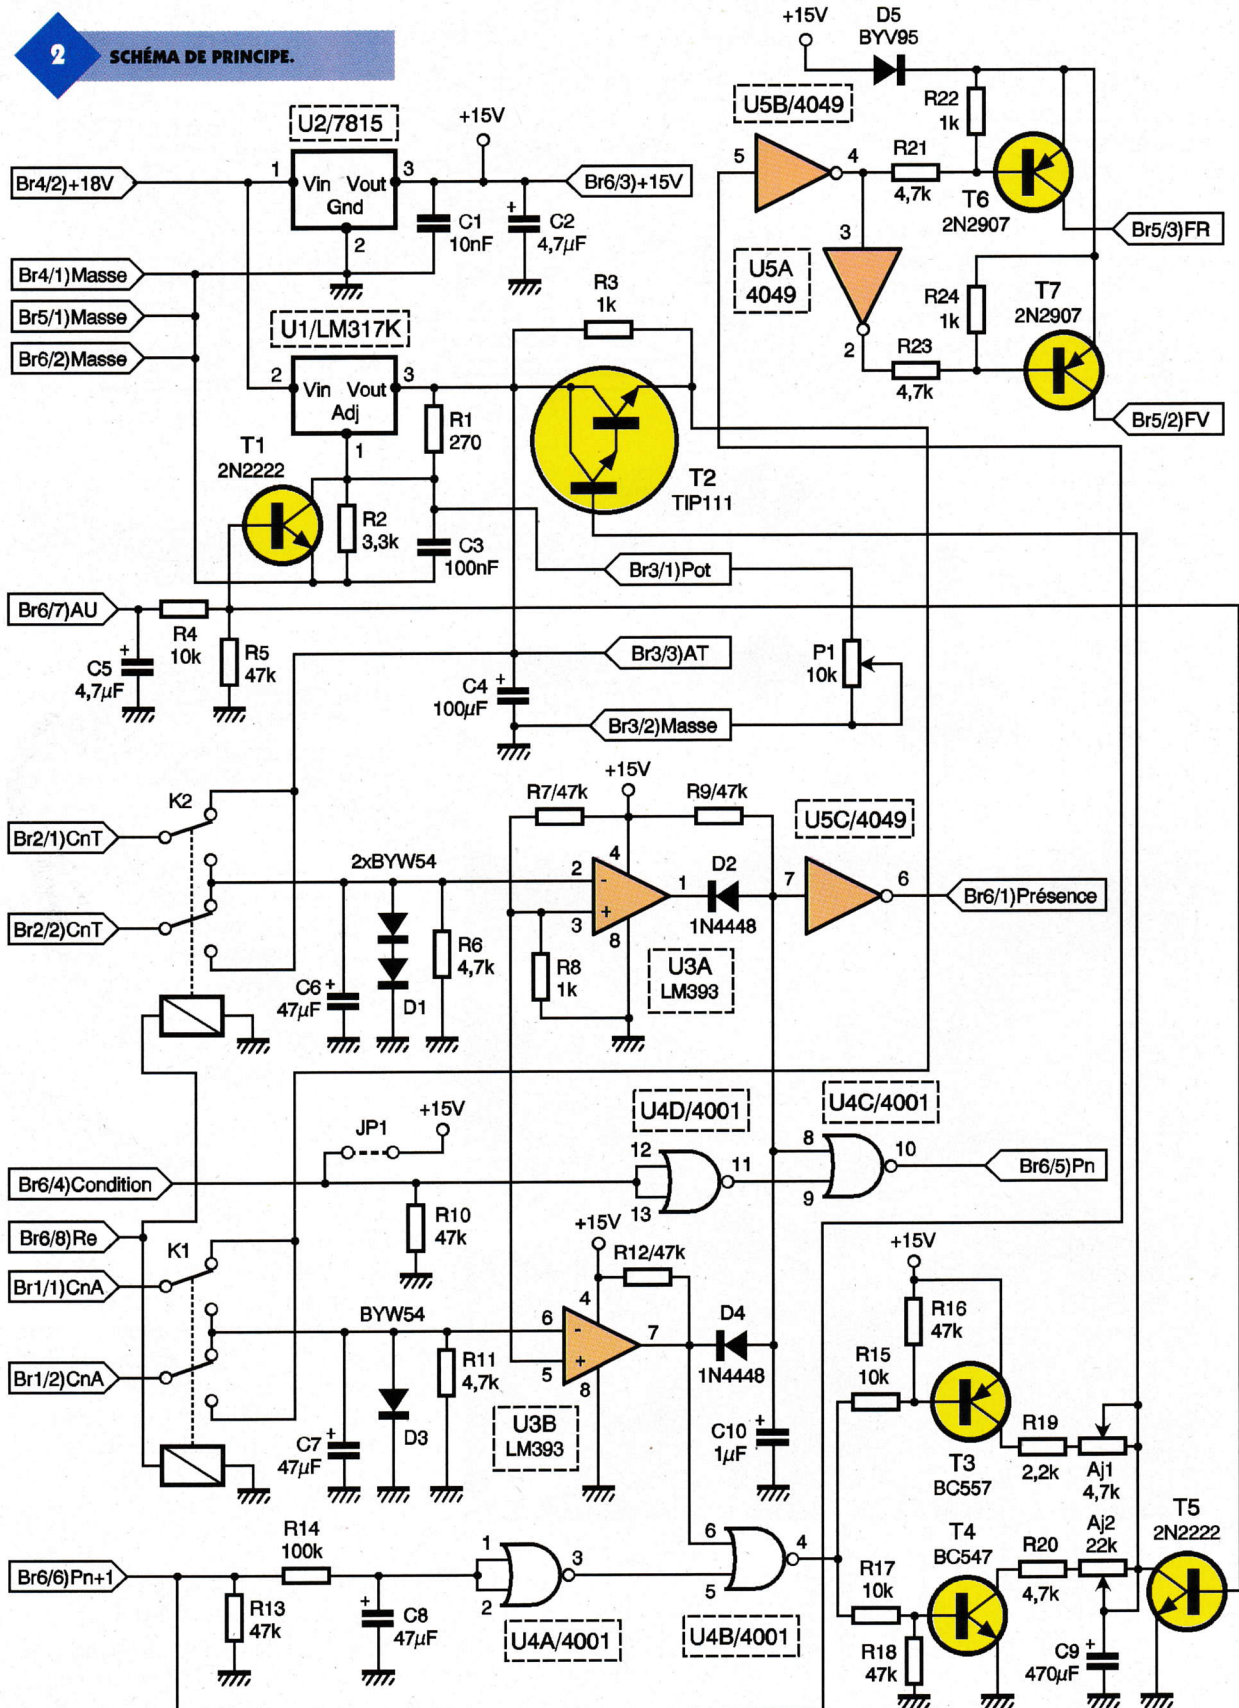 2
SCHÉMA DE PRINCIPE.
+15V
D5
BYV95
U5B/4049
R22
1k
5
4
R21
4,7k
T6
2N2907
Br5/3)FR
3
U5A
4049
2
R24
1k
T7
2N2907
R23
4,7k
Br5/2)FV
U2/7815
+15V
Br4/2)+18V
1
Vin Vout
Gnd
3
2
C1
10nF
+
C2
4,7µF
Br6/3)+15V
Br4/1)Masse
Br5/1)Masse
Br6/2)Masse
U1/LM317K
2
Vin Vout
Adj
3
1
R3
1k
R1
270
T1
2N2222
T2
TIP111
R2
3,3k
C3
100nF
Br3/1)Pot
Br6/7)AU
R4
10k
+
C5
4,7µF
R5
47k
Br3/3)AT
P1
10k
C4
+
100µF
Br3/2)Masse
K2
Br2/1)CnT
Br2/2)CnT
2xBYW54
C6
+
47µF
D1
R6
4,7k
R7/47k
+15V
R9/47k
U5C/4049
2
-
4
+
3
8
1
D2
1N4448
7
6
Br6/1)Présence
R8
1k
U3A
LM393
U4D/4001
U4C/4001
JP1
+15V
12
13
11
8
9
10
Br6/4)Condition
Br6/5)Pn
R10
47k
Br6/8)Re
K1
Br1/1)CnA
Br1/2)CnA
BYW54
C7
+
47µF
D3
R11
4,7k
+15V
R12/47k
6
-
4
+
5
8
7
U3B
LM393
D4
1N4448
C10
+
1µF
+15V
R16
47k
R15
10k
T3
BC557
R19
2,2k
Aj1
4,7k
Aj2
22k
T5
2N2222
T4
BC547
R20
4,7k
R17
10k
R18
47k
C9
+
470µF
Br6/6)Pn+1
R14
100k
R13
47k
+
C8
47µF
1
2
3
U4A/4001
6
5
4
U4B/4001